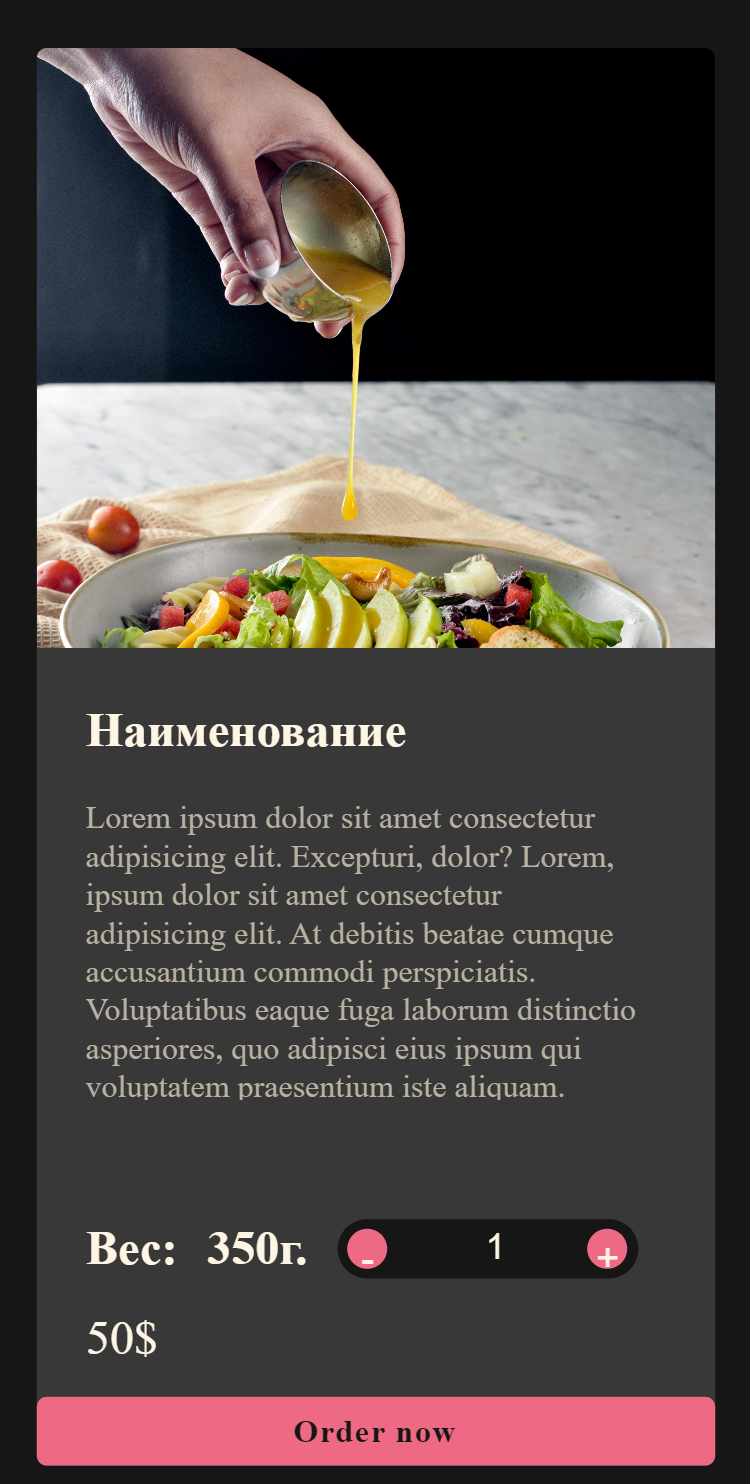 Наименование
Lorem ipsum dolor sit amet consectetur
adipisicing elit. Excepturi, dolor? Lorem,
ipsum dolor sit amet consectetur
adipisicing elit. At debitis beatae cumque
accusantium commodi perspiciatis.
Voluptatibus eaque fuga laborum distinctio
asperiores, quo adipisci eius ipsum qui
voluptatem praesentium iste aliquam.
Вес: 350г. - 1 +
50$
Order now